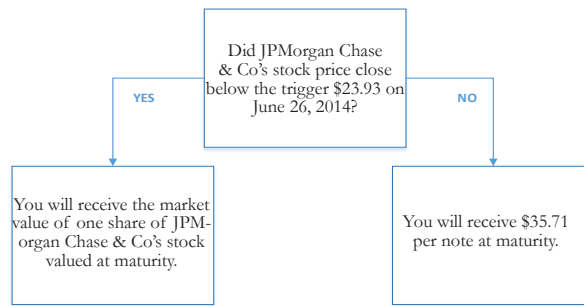 Did JPMorgan Chase
& Co’s stock price close
below the trigger $23.93 on
June 26, 2014?
YES
NO
You will receive the market
value of one share of JPM-
organ Chase & Co’s stock
valued at maturity.
You will receive $35.71
per note at maturity.